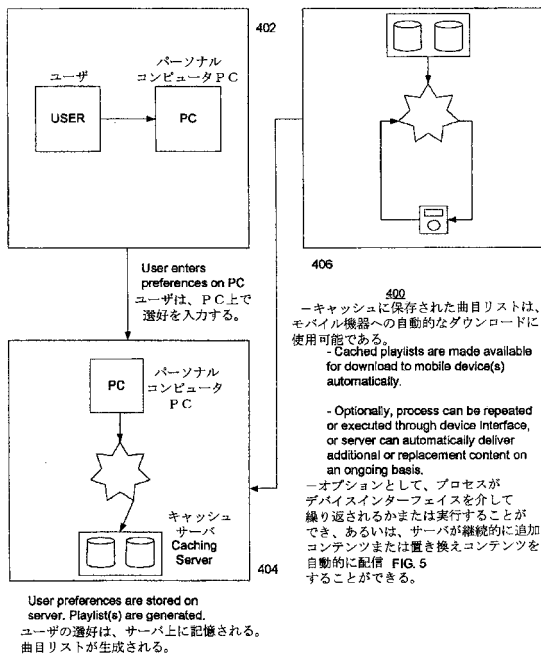 402
ユーザ
USER
パーソナル
コンピュータPC
PC
User enters
preferences on PC
ユーザは、PC上で
選好を入力する。
PC
パーソナル
コンピュータ
PC
キャッシュ
サーバ
Caching
Server
404
User preferences are stored on
server. Playlist(s) are generated.
ユーザの選好は、サーバ上に記憶される。
曲目リストが生成される。
406
400
－キャッシュに保存された曲目リストは、
モバイル機器への自動的なダウンロードに
使用可能である。
- Cached playlists are made available
for download to mobile device(s)
automatically.
- Optionally, process can be repeated
or executed through device interface,
or server can automatically deliver
additional or replacement content on
an ongoing basis.
－オプションとして、プロセスが
デバイスインターフェイスを介して
繰り返されるかまたは実行することが
でき、あるいは、サーバが継続的に追加
コンテンツまたは置き換えコンテンツを
自動的に配信 FIG. 5
することができる。